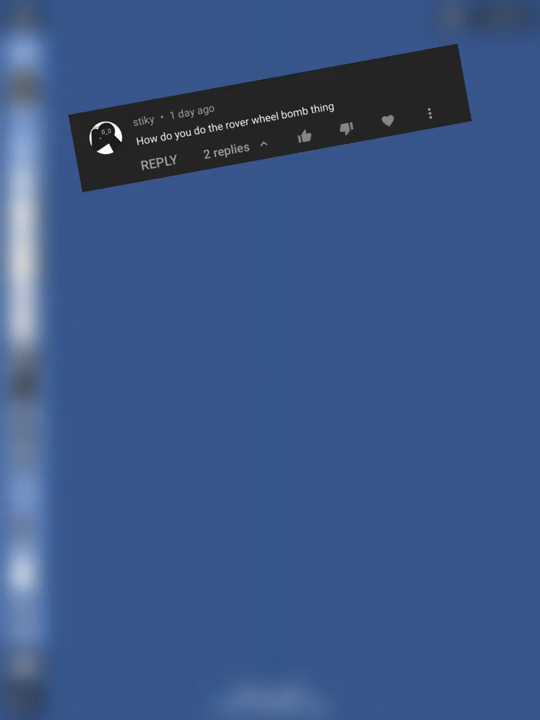 stiky • 1 day ago
How do you do the rover wheel bomb thing
REPLY 2 replies